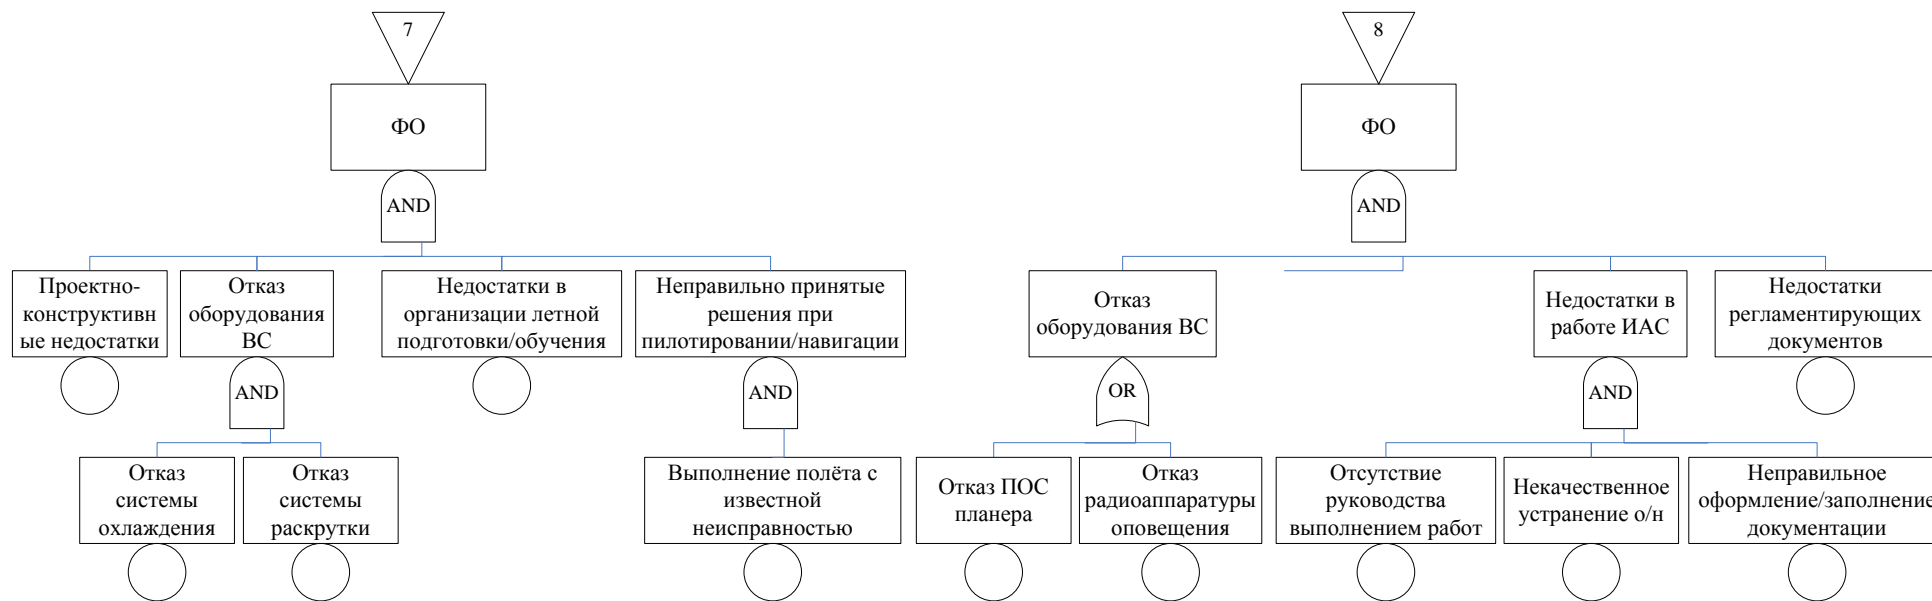 7
ФО
AND
Проектно-
конструктивн
ые недостатки
Отказ
оборудования
ВС
AND
Недостатки в
организации летной
подготовки/обучения
Неправильно принятые
решения при
пилотировании/навигации
AND
Отказ
системы
охлаждения
Отказ
системы
раскрутки
Выполнение полёта с
известной
неисправностью
8
ФО
AND
Отказ
оборудования ВС
OR
Недостатки в
работе ИАС
AND
Недостатки
регламентирующих
документов
Отказ ПОС
планера
Отказ
радиоаппаратуры
оповещения
Отсутствие
руководства
выполнением работ
Некачественное
устранение о/н
Неправильное
оформление/заполнение
документации